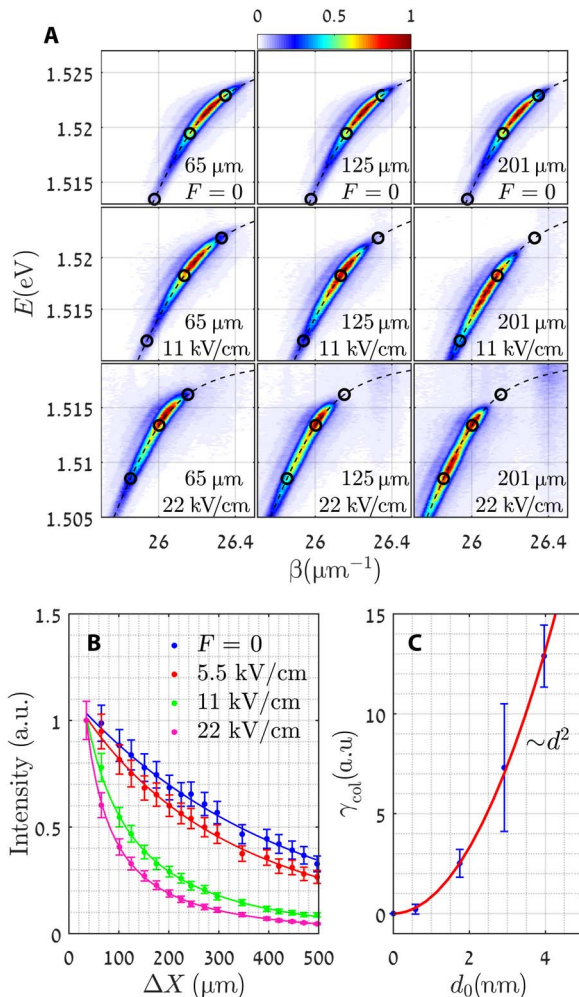 0 0.5 1
A
1.525
1.52
1.513
65 μm
F = 0
125 μm
F = 0
201 μm
F = 0
E(eV)
1.52
1.515
1.510
65 μm
11 kV/cm
125 μm
11 kV/cm
201 μm
11 kV/cm
1.515
1.51
1.505
65 μm
22 kV/cm
125 μm
22 kV/cm
201 μm
22 kV/cm
26 26.4 26 26.4 26 26.4
β(μm⁻¹)
B
Intensity (a.u.)
1.5
1
0.5
0
F = 0
5.5 kV/cm
11 kV/cm
22 kV/cm
0 100 200 300 400 500
ΔX (μm)
C
γcol(a.u)
15
10
5
0
~d²
0 2 4
d₀(nm)